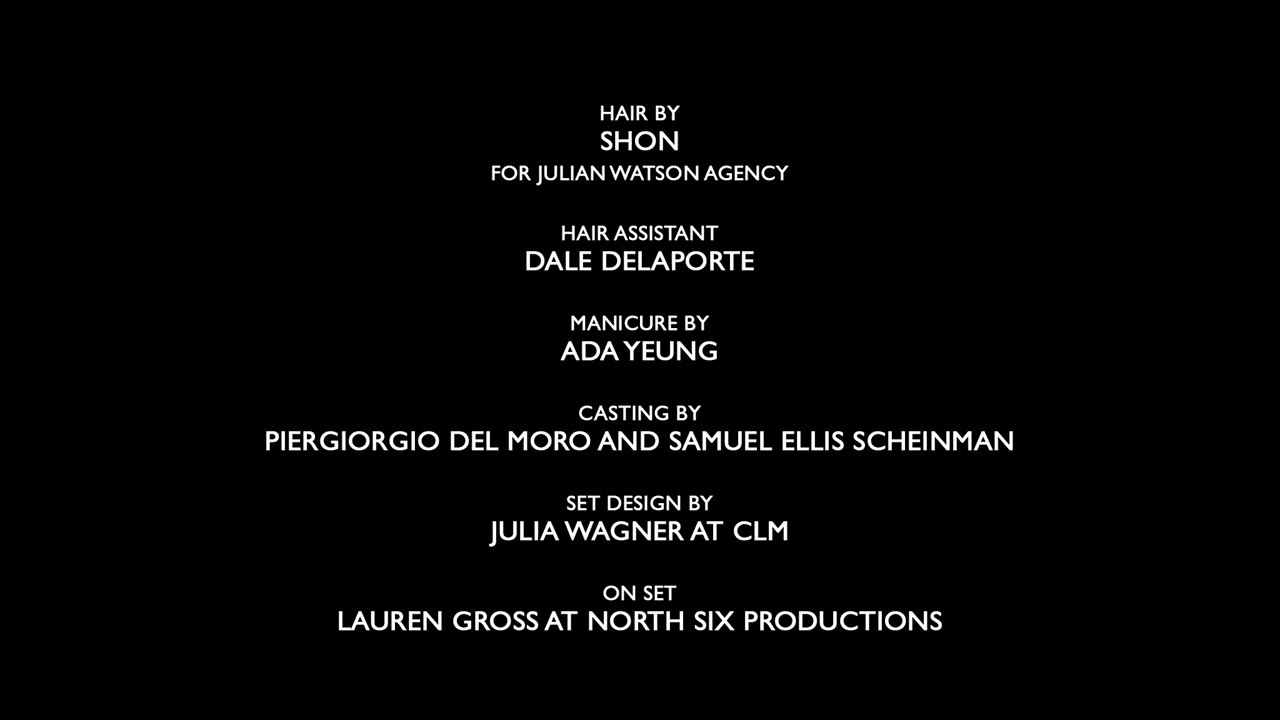 HAIR BY
SHON
FOR JULIAN WATSON AGENCY
HAIR ASSISTANT
DALE DELAPORTE
MANICURE BY
ADA YEUNG
CASTING BY
PIERGIORGIO DEL MORO AND SAMUEL ELLIS SCHEINMAN
SET DESIGN BY
JULIA WAGNER AT CLM
ON SET
LAUREN GROSS AT NORTH SIX PRODUCTIONS